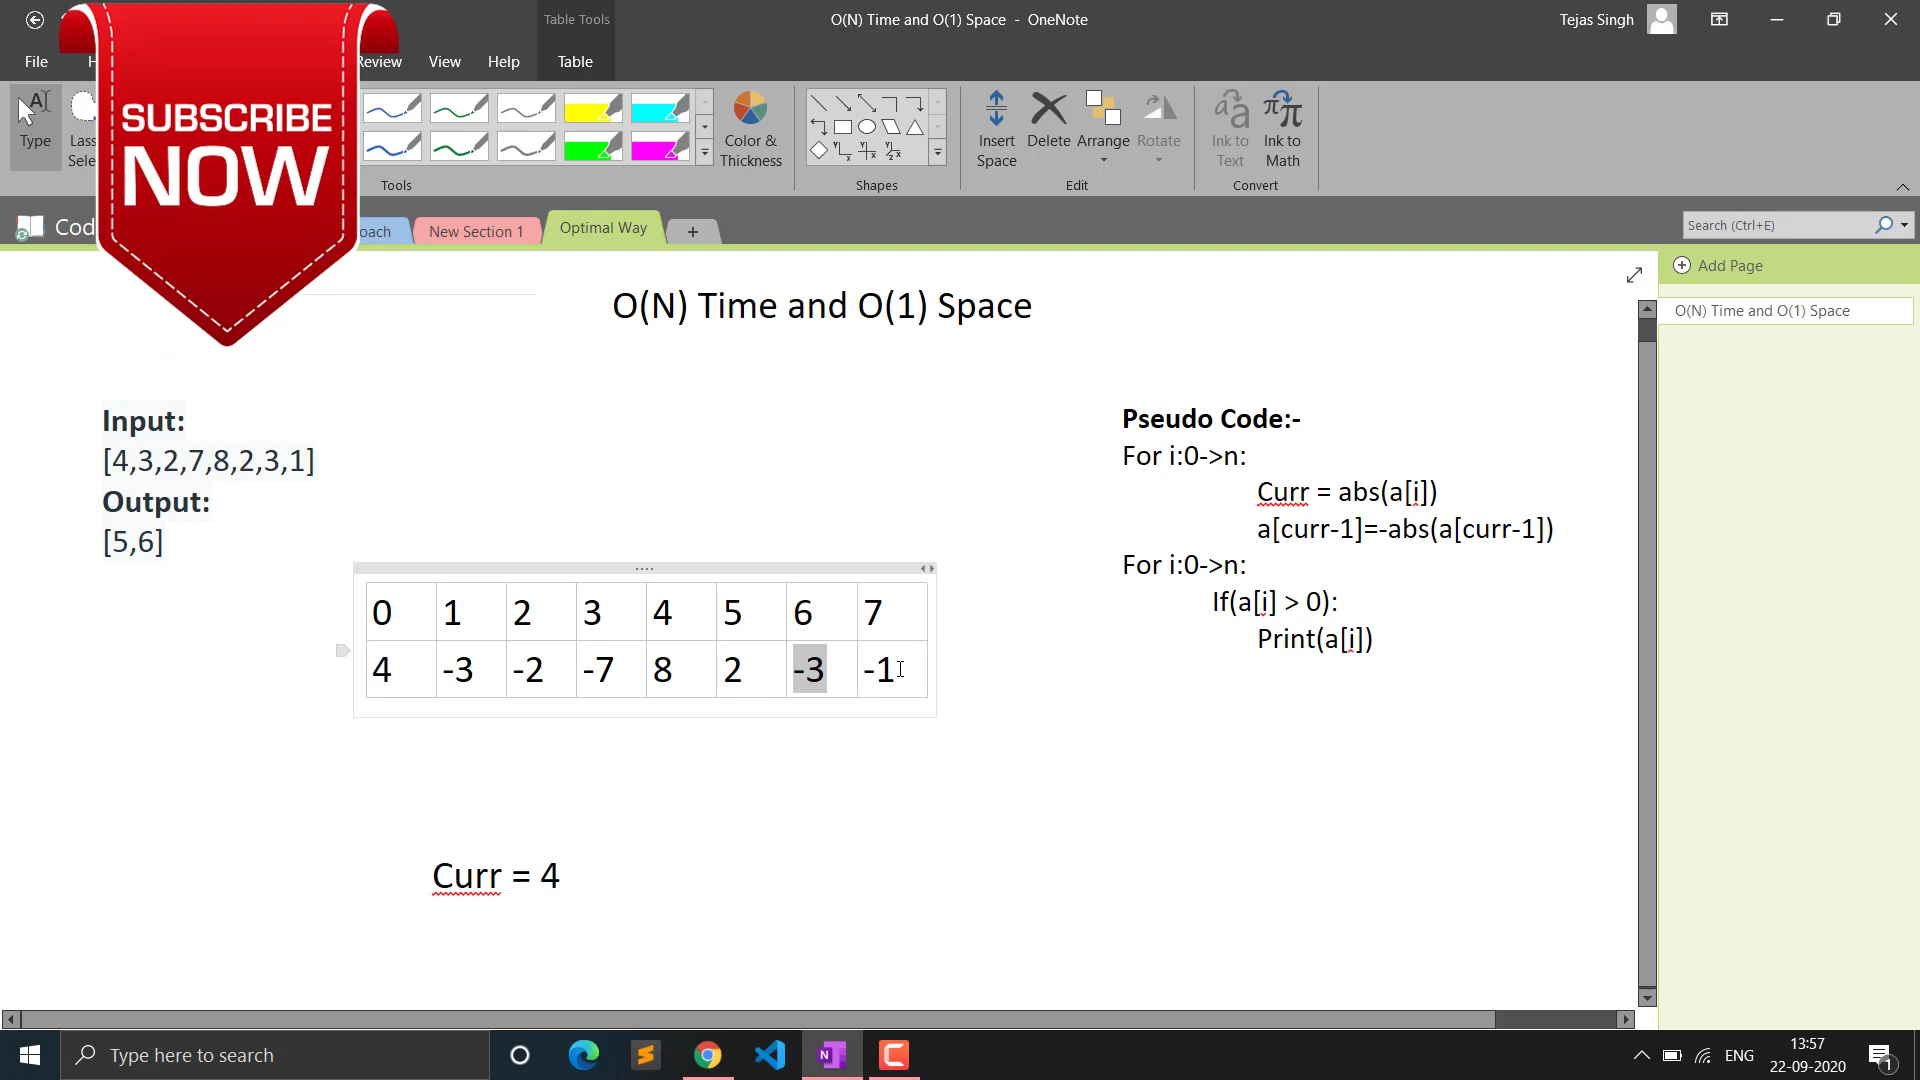 Table Tools
O(N) Time and O(1) Space - OneNote
Tejas Singh
File
H
Review
View
Help
Table
SUBSCRIBE
NOW
Type
Lass
Sele
Color &
Thickness
Insert
Space
Delete
Arrange
Rotate
Ink to
Text
Ink to
Math
Tools
Shapes
Edit
Convert
Cod
oach
New Section 1
Optimal Way
+
Search (Ctrl+E)
Add Page
O(N) Time and O(1) Space
O(N) Time and O(1) Space
Input:
[4,3,2,7,8,2,3,1]
Output:
[5,6]
Pseudo Code:-
For i:0->n:
Curr = abs(a[i])
a[curr-1]=-abs(a[curr-1])
For i:0->n:
If(a[i] > 0):
Print(a[i])
0 1 2 3 4 5 6 7
4 -3 -2 -7 8 2 -3 -1
Curr = 4
Type here to search
ENG
13:57
22-09-2020
1